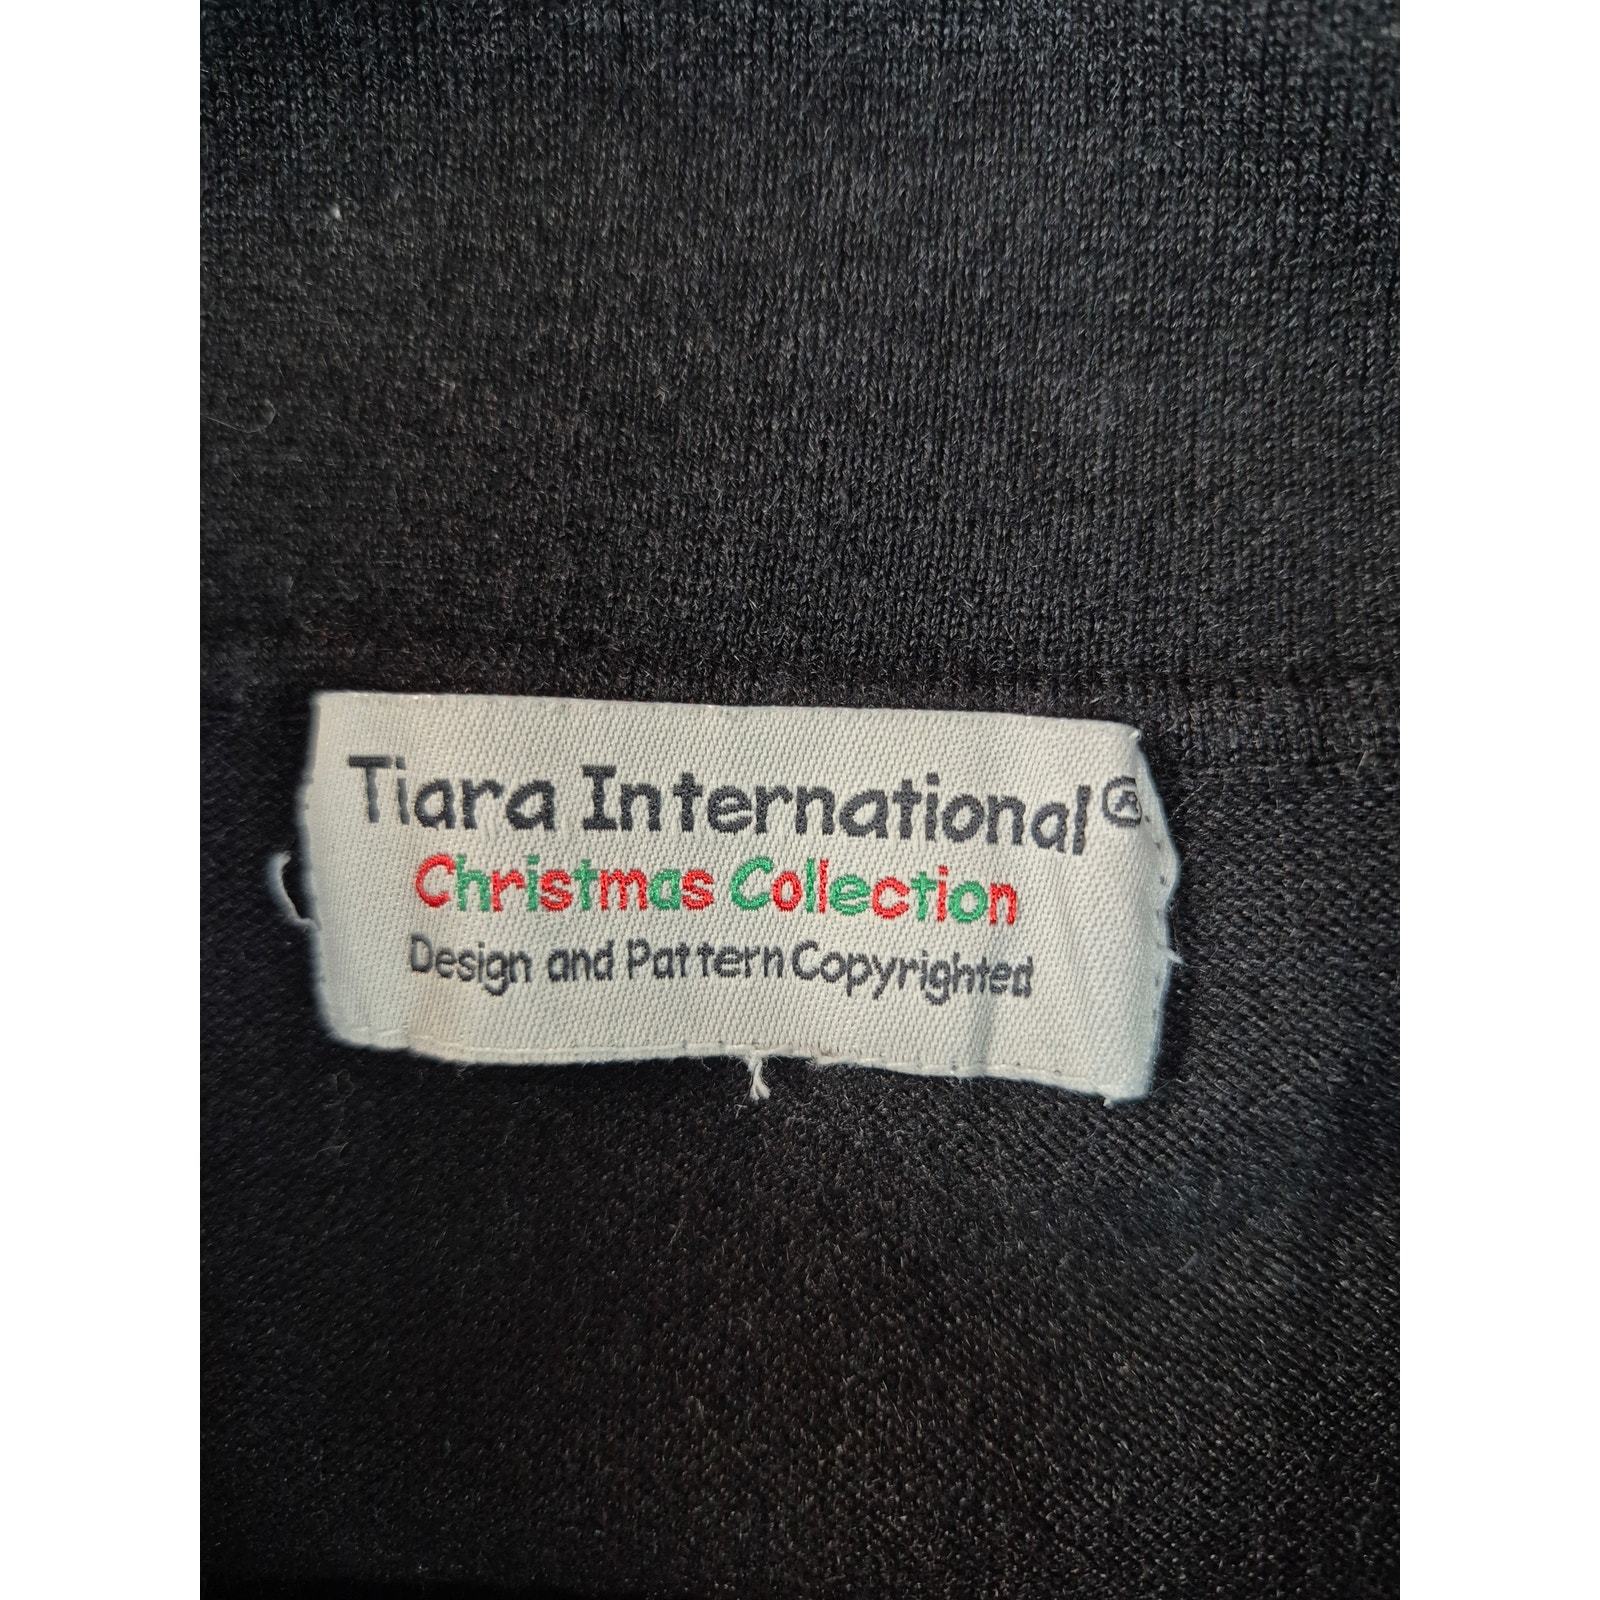 Tiara International®
Christmas Collection
Design and Pattern Copyrighted